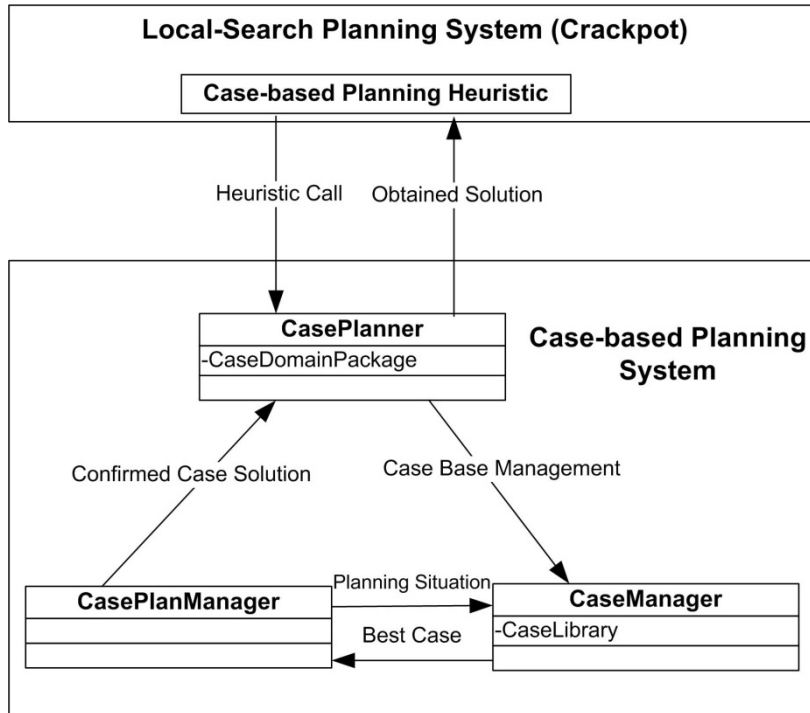 Local-Search Planning System (Crackpot)
Case-based Planning Heuristic
Heuristic Call
Obtained Solution
CasePlanner
-CaseDomainPackage
Case-based Planning
System
Confirmed Case Solution
Case Base Management
CasePlanManager
Planning Situation
CaseManager
-CaseLibrary
Best Case